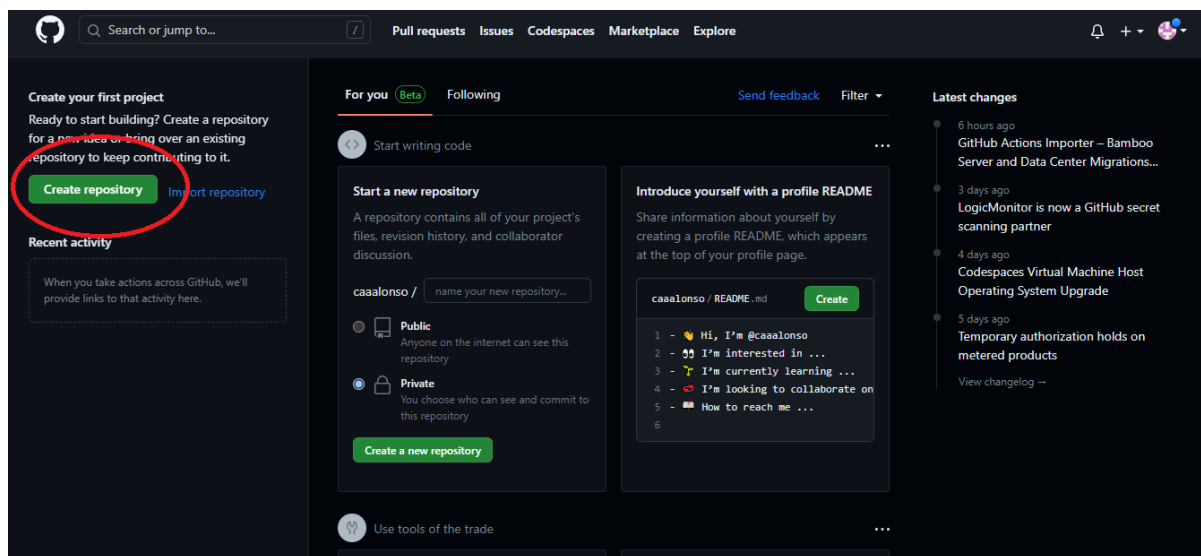 Search or jump to... /
Pull requests Issues Codespaces Marketplace Explore
Create your first project
Ready to start building? Create a repository
for a new idea or bring over an existing
repository to keep contributing to it.
Create repository Import repository
Recent activity
When you take actions across GitHub, we'll
provide links to that activity here.
For you Beta Following Send feedback Filter
Start writing code
Start a new repository
A repository contains all of your project's
files, revision history, and collaborator
discussion.
caaalonso / name your new repository...
Public
Anyone on the internet can see this
repository
Private
You choose who can see and commit to
this repository
Create a new repository
Introduce yourself with a profile README
Share information about yourself by
creating a profile README, which appears
at the top of your profile page.
caaalonso / README.md Create
1 - 👋 Hi, I'm @caaalonso
2 - 👀 I'm interested in ...
3 - 🌱 I'm currently learning ...
4 - 💞️ I'm looking to collaborate on
5 - 📫 How to reach me ...
6
Use tools of the trade
Latest changes
6 hours ago
GitHub Actions Importer – Bamboo
Server and Data Center Migrations...
3 days ago
LogicMonitor is now a GitHub secret
scanning partner
4 days ago
Codespaces Virtual Machine Host
Operating System Upgrade
5 days ago
Temporary authorization holds on
metered products
View changelog →